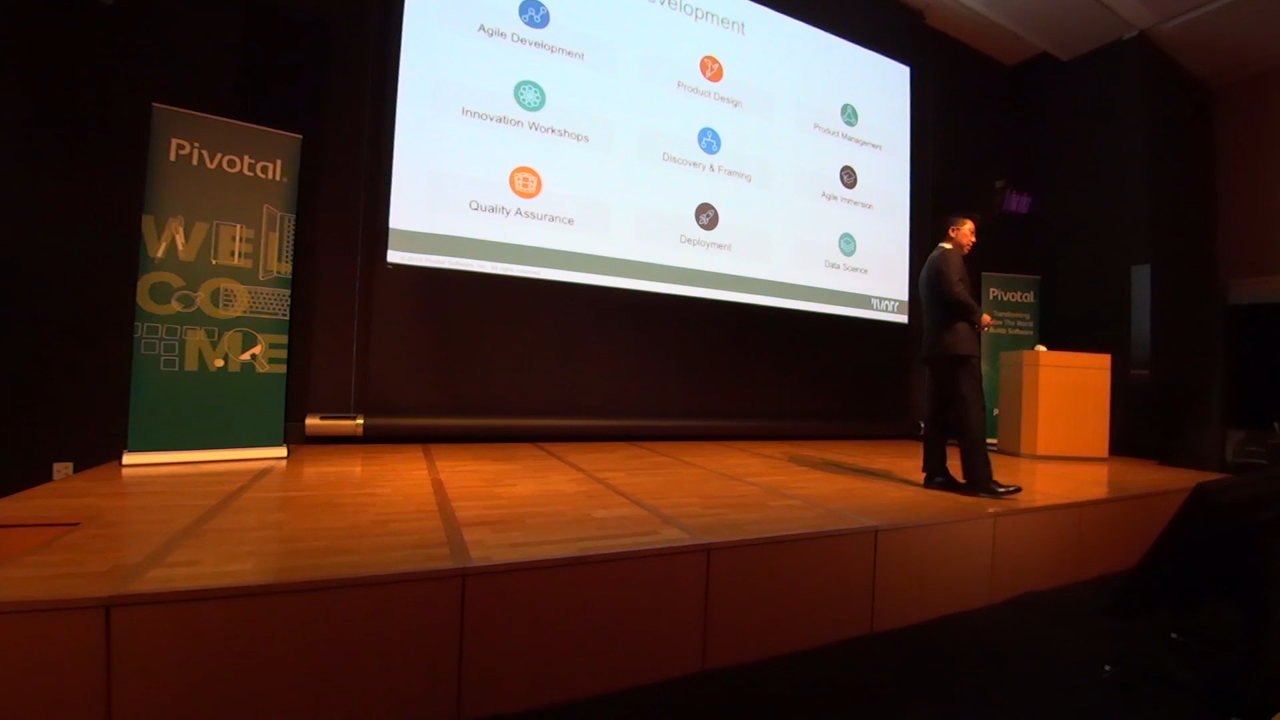 Pivotal
WEL
CO
ME
Development
Agile Development
Product Design
Product Management
Innovation Workshops
Discovery & Framing
Agile Immersion
Quality Assurance
Deployment
Data Science
Pivotal
Transforming
How The World
Builds Software